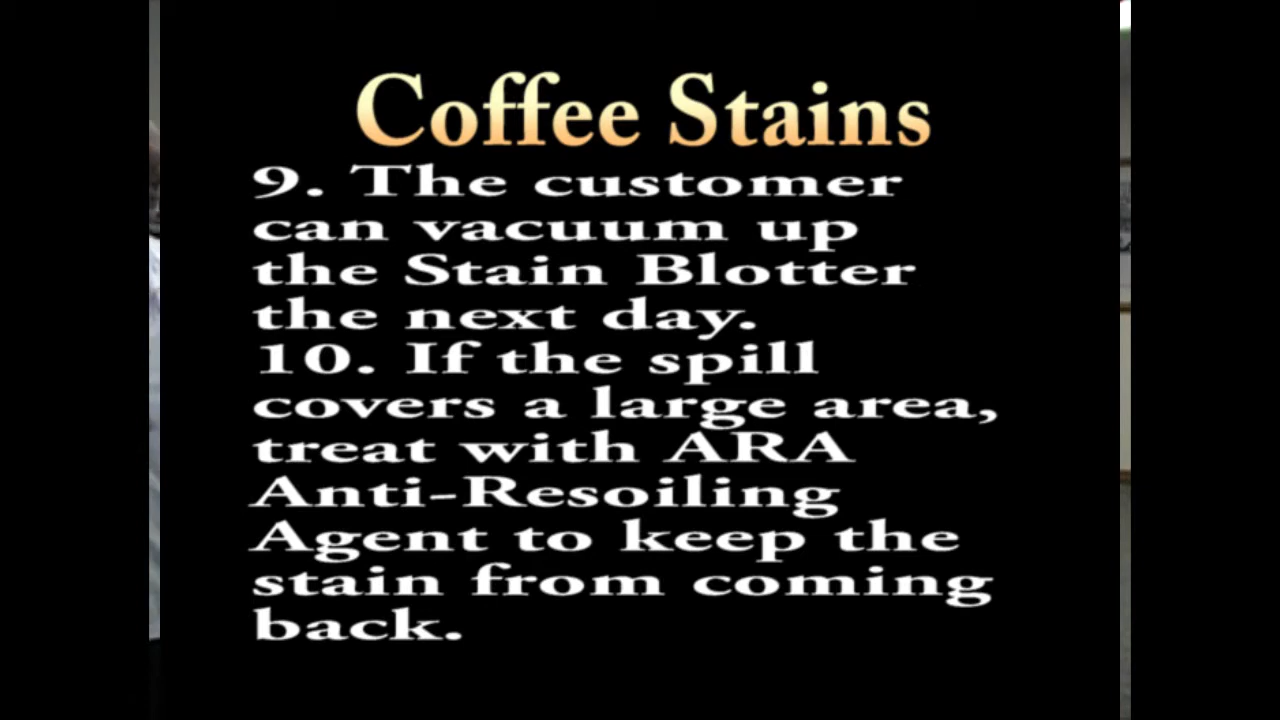 Coffee Stains
9. The customer
can vacuum up
the Stain Blotter
the next day.
10. If the spill
covers a large area,
treat with ARA
Anti-Resoiling
Agent to keep the
stain from coming
back.